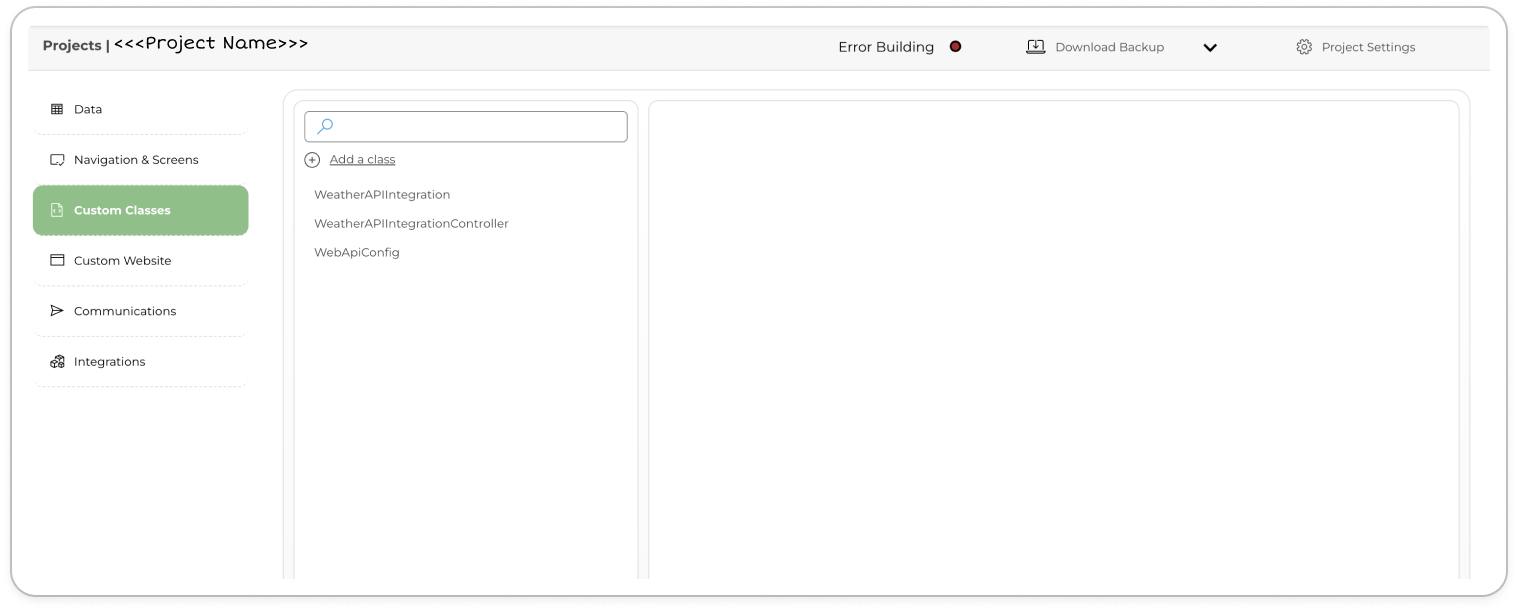 Projects | <<<Project Name>>>
Error Building
Download Backup
Project Settings
Data
Navigation & Screens
Custom Classes
Custom Website
Communications
Integrations
Add a class
WeatherAPIIntegration
WeatherAPIIntegrationController
WebApiConfig